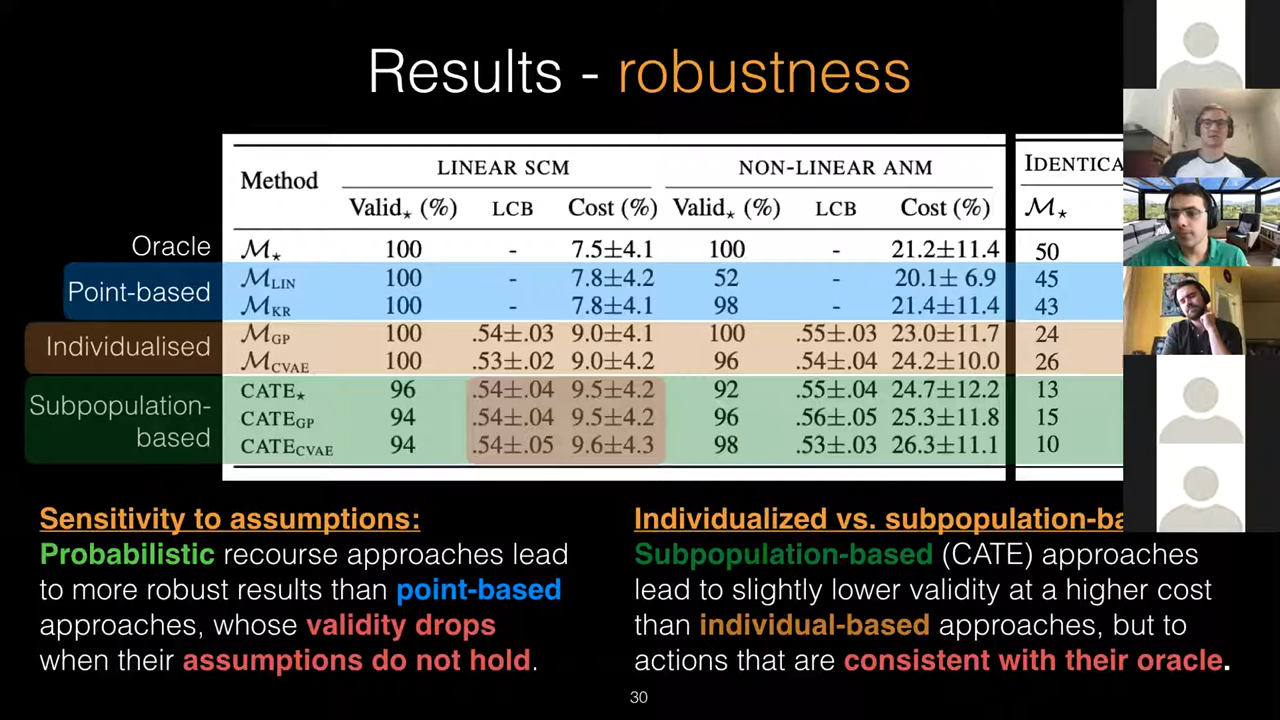 Results - robustness
Method LINEAR SCM NON-LINEAR ANM IDENTICA
Valid⋆ (%) LCB Cost (%) Valid⋆ (%) LCB Cost (%) M⋆
Oracle M⋆ 100 - 7.5±4.1 100 - 21.2±11.4 50
Point-based M_LIN 100 - 7.8±4.2 52 - 20.1± 6.9 45
M_KR 100 - 7.8±4.1 98 - 21.4±11.4 43
Individualised M_GP 100 .54±.03 9.0±4.1 100 .55±.03 23.0±11.7 24
M_CVAE 100 .53±.02 9.0±4.2 96 .54±.04 24.2±10.0 26
Subpopulation-
based
CATE⋆ 96 .54±.04 9.5±4.2 92 .55±.04 24.7±12.2 13
CATE_GP 94 .54±.04 9.5±4.2 96 .56±.05 25.3±11.8 15
CATE_CVAE 94 .54±.05 9.6±4.3 98 .53±.03 26.3±11.1 10
Sensitivity to assumptions:
Probabilistic recourse approaches lead
to more robust results than point-based
approaches, whose validity drops
when their assumptions do not hold.
Individualized vs. subpopulation-ba
Subpopulation-based (CATE) approaches
lead to slightly lower validity at a higher cost
than individual-based approaches, but to
actions that are consistent with their oracle.
30